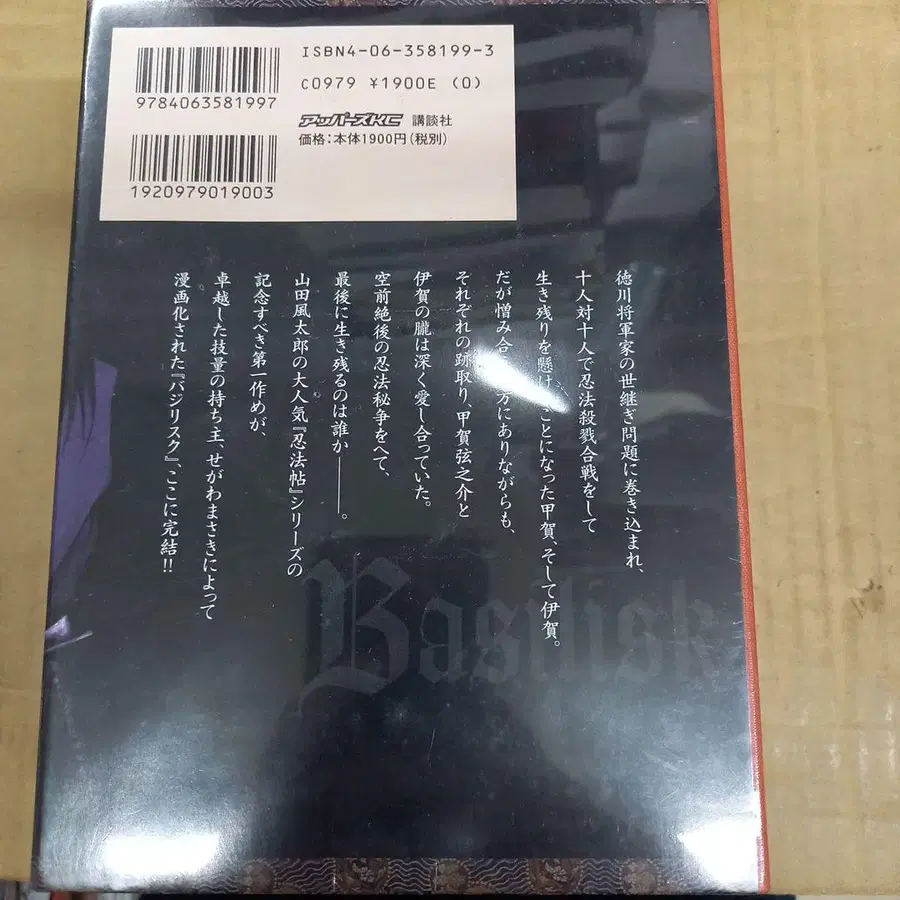 ISBN4-06-358199-3
C0979 ¥1900E (0)
9784063581997
アッパーズKC 講談社
価格:本体1900円(税別)
1920979019003
徳川将軍家の世継ぎ問題に巻き込まれ、
十人対十人で忍法殺戮合戦をして
生き残りを懸け ことになった甲賀、そして伊賀。
だが憎み合 方にありながらも、
それぞれの跡取り、甲賀弦之介と
伊賀の朧は深く愛し合っていた。
空前絶後の忍法秘争をへて、
最後に生き残るのは誰か――。
山田風太郎の大人気『忍法帖』シリーズの
記念すべき第一作めが、
卓越した技量の持ち主、せがわまさきによって
漫画化された『バジリスク』、ここに完結!!
Basilisk